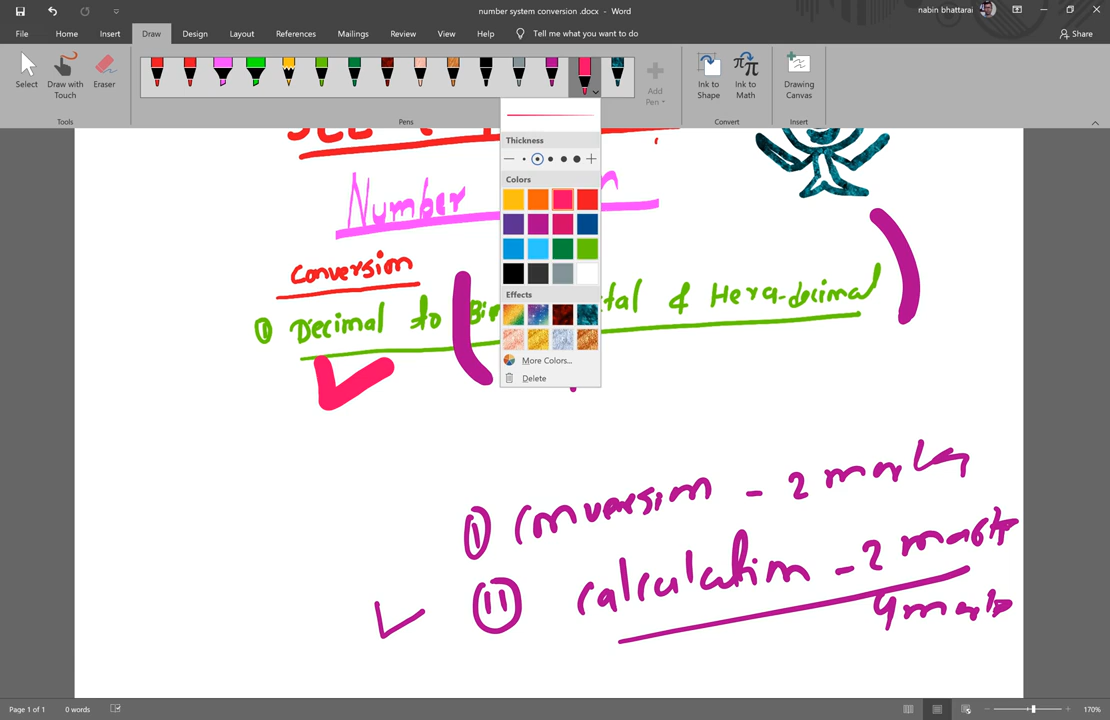 number system conversion .docx - Word
nabin bhattarai
File Home Insert Draw Design Layout References Mailings Review View Help Tell me what you want to do Share
Select Draw with Touch Eraser Add Pen Ink to Shape Ink to Math Drawing Canvas
Tools Pens Convert Insert
Thickness
Colors
Effects
More Colors...
Delete
Number
Conversion
① Decimal to & Hexa-decimal
① Conversion - 2 marks
⑪ Calculation - 2 marks
4 marks
Page 1 of 1 0 words 170%